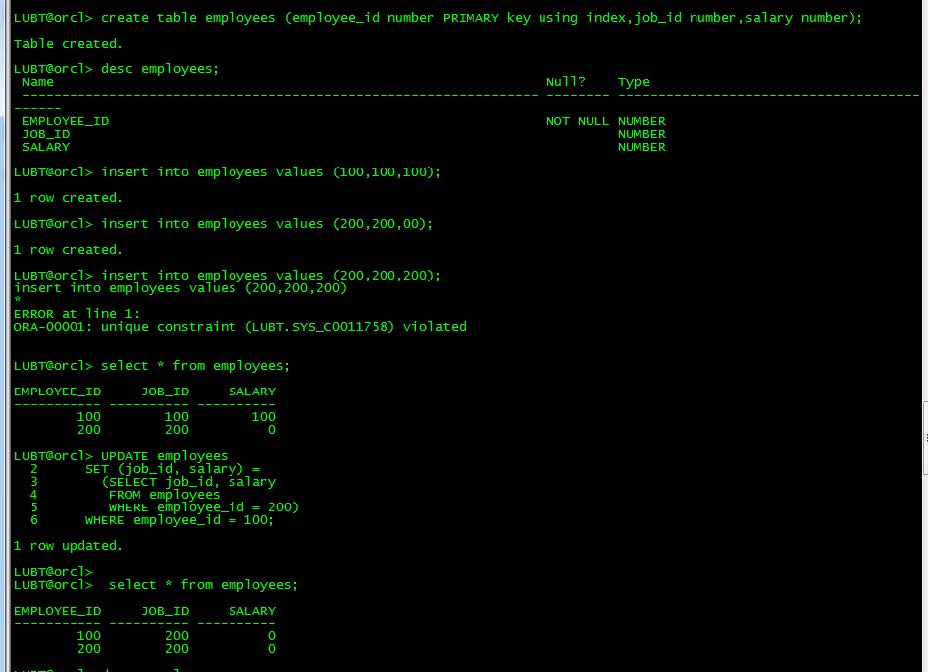 LUBT@orcl> create table employees (employee_id number PRIMARY key using index,job_id number,salary number);
Table created.
LUBT@orcl> desc employees;
 Name                                                              Null?    Type
 ----------------------------------------------------------------- -------- --------------------------------------
------
 EMPLOYEE_ID                                                       NOT NULL NUMBER
 JOB_ID                                                                     NUMBER
 SALARY                                                                     NUMBER
LUBT@orcl> insert into employees values (100,100,100);
1 row created.
LUBT@orcl> insert into employees values (200,200,00);
1 row created.
LUBT@orcl> insert into employees values (200,200,200);
insert into employees values (200,200,200)
*
ERROR at line 1:
ORA-00001: unique constraint (LUBT.SYS_C0011758) violated
LUBT@orcl> select * from employees;
EMPLOYEE_ID     JOB_ID     SALARY
----------- ---------- ----------
        100        100        100
        200        200          0
LUBT@orcl> UPDATE employees
  2      SET (job_id, salary) =
  3        (SELECT job_id, salary
  4         FROM employees
  5         WHERE employee_id = 200)
  6      WHERE employee_id = 100;
1 row updated.
LUBT@orcl>
LUBT@orcl>  select * from employees;
EMPLOYEE_ID     JOB_ID     SALARY
----------- ---------- ----------
        100        200          0
        200        200          0